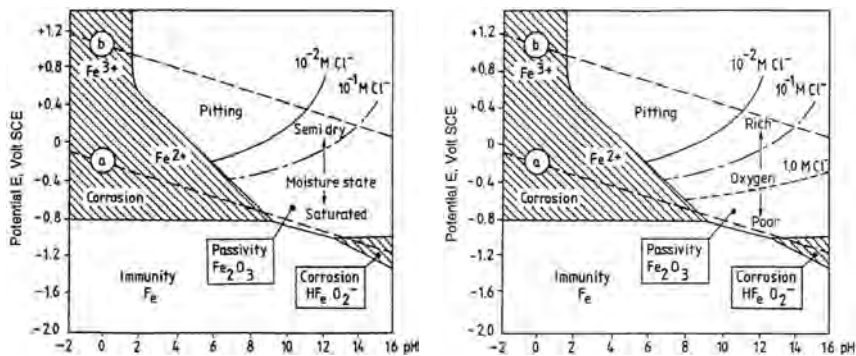 +1.2
b
+0.8
Fe3+
+0.4
0
a
Fe2+
-0.4
Corrosion
-0.8
-1.2
-1.6
-2.0
Potential E, Volt SCE
10⁻² M Cl⁻
10⁻¹ M Cl⁻
Pitting
Semi dry
Moisture state
Saturated
Passivity
Fe2O3
Immunity
Fe
Corrosion
HFeO2⁻
-2 0 2 4 6 8 10 12 14 16 pH
+1.2
b
+0.8
Fe3+
+0.4
0
a
Fe2+
-0.4
Corrosion
-0.8
-1.2
-1.6
-2.0
Potential E, Volt SCE
10⁻² M Cl⁻
10⁻¹ M Cl⁻
Pitting
Rich
1,0 M Cl⁻
Oxygen
Poor
Passivity
Fe2O3
Immunity
Fe
Corrosion
HFeO2⁻
-2 0 2 4 6 8 10 12 14 16 pH